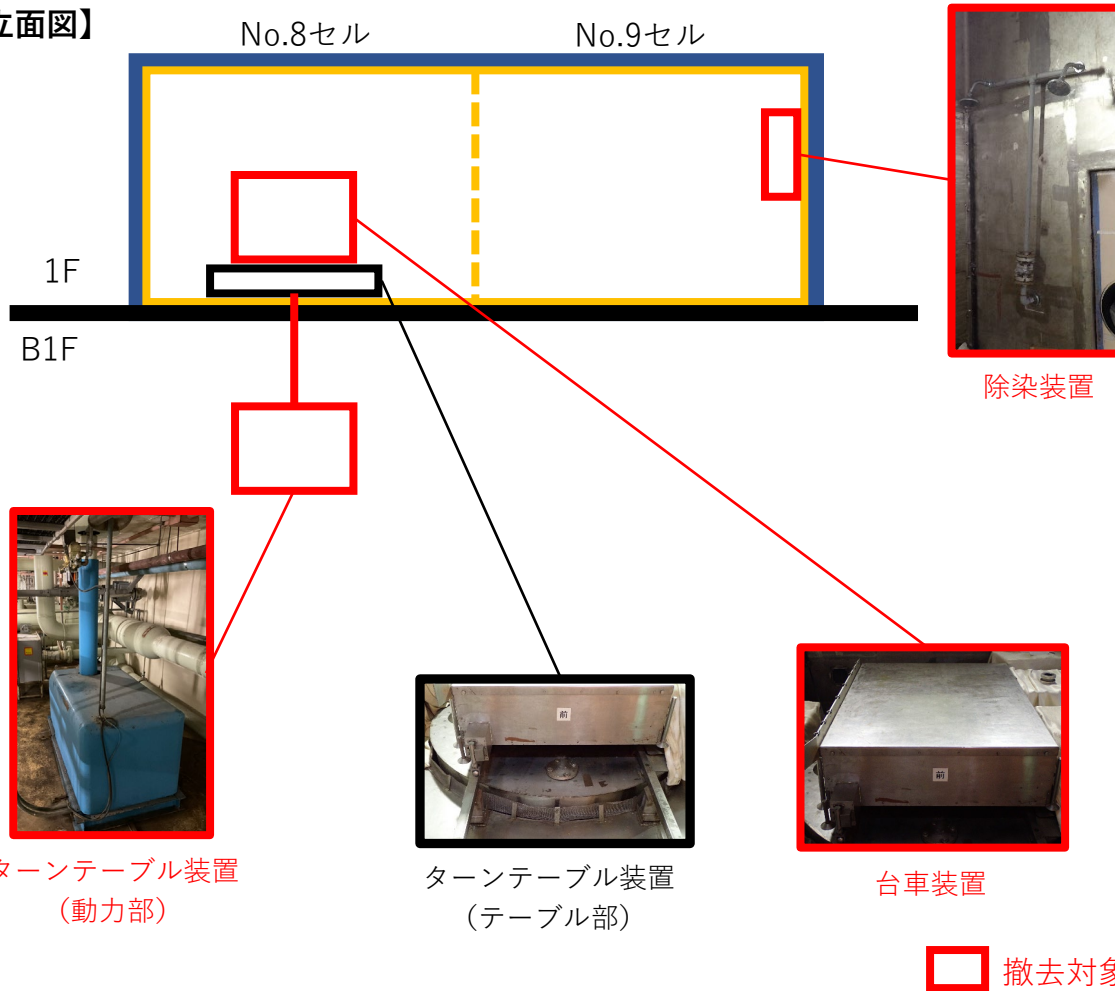 立面図】
No.8セル
No.9セル
1F
B1F
除染装置
前
前
ターンテーブル装置
(動力部)
ターンテーブル装置
(テーブル部)
台車装置
撤去対象